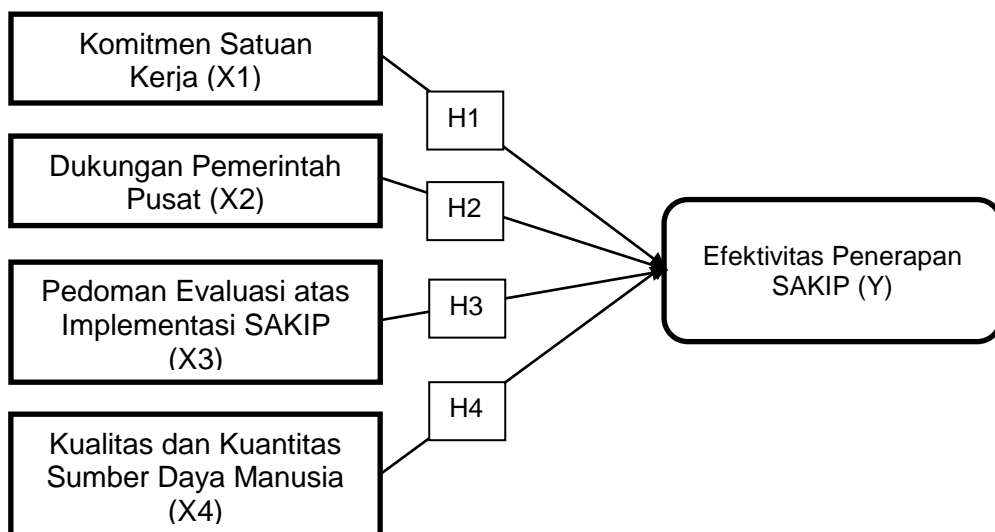 Komitmen Satuan
Kerja (X1)
H1
Dukungan Pemerintah
Pusat (X2)
H2
Efektivitas Penerapan
SAKIP (Y)
Pedoman Evaluasi atas
Implementasi SAKIP
(X3)
H3
H4
Kualitas dan Kuantitas
Sumber Daya Manusia
(X4)